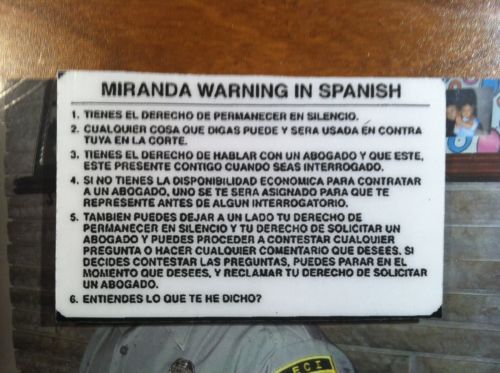 MIRANDA WARNING IN SPANISH
1. TIENES EL DERECHO DE PERMANECER EN SILENCIO.
2. CUALQUIER COSA QUE DIGAS PUEDE Y SERA USADA EN CONTRA
TUYA EN LA CORTE.
3. TIENES EL DERECHO DE HABLAR CON UN ABOGADO Y QUE ESTE,
ESTE PRESENTE CONTIGO CUANDO SEAS INTERROGADO.
4. SI NO TIENES LA DISPONIBILIDAD ECONOMICA PARA CONTRATAR
A UN ABOGADO, UNO SE TE SERA ASIGNADO PARA QUE TE
REPRESENTE ANTES DE ALGUN INTERROGATORIO.
5. TAMBIEN PUEDES DEJAR A UN LADO TU DERECHO DE
PERMANECER EN SILENCIO Y TU DERECHO DE SOLICITAR UN
ABOGADO Y PUEDES PROCEDER A CONTESTAR CUALQUIER
PREGUNTA O HACER CUALQUIER COMENTARIO QUE DESEES. SI
DECIDES CONTESTAR LAS PREGUNTAS, PUEDES PARAR EN EL
MOMENTO QUE DESEES, Y RECLAMAR TU DERECHO DE SOLICITAR
UN ABOGADO.
6. ENTIENDES LO QUE TE HE DICHO?
ECI